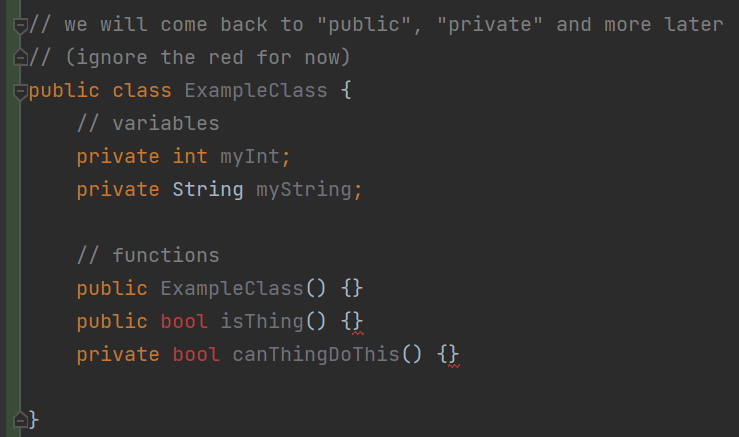 // we will come back to "public", "private" and more later
// (ignore the red for now)
public class ExampleClass {
    // variables
    private int myInt;
    private String myString;

    // functions
    public ExampleClass() {}
    public bool isThing() {}
    private bool canThingDoThis() {}

}